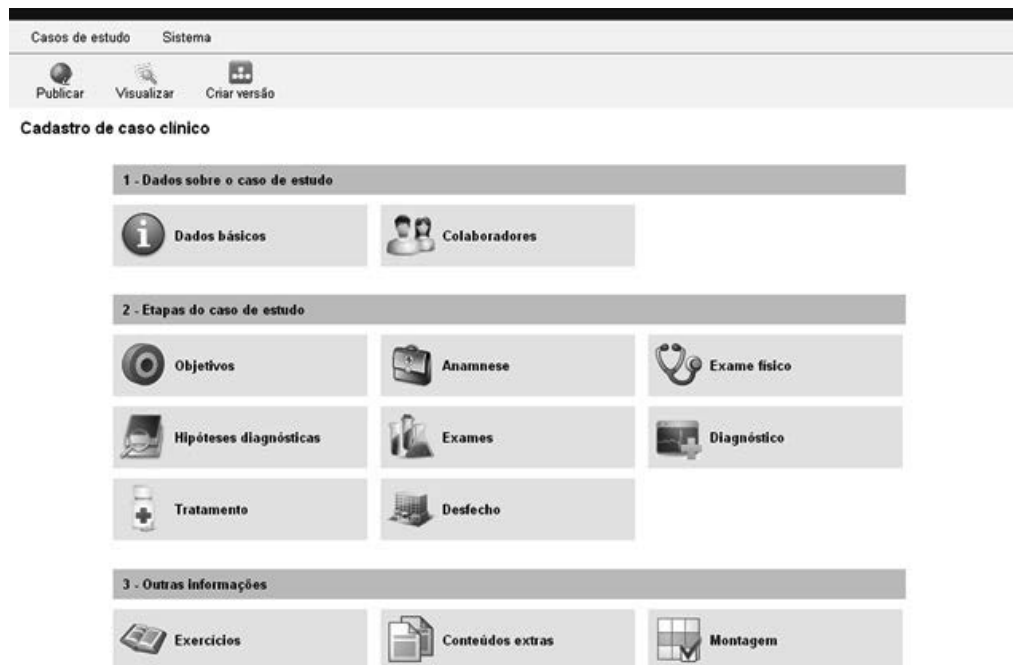 Casos de estudo Sistema
Publicar Visualizar Criar versão
Cadastro de caso clínico
1 - Dados sobre o caso de estudo
Dados básicos Colaboradores
2 - Etapas do caso de estudo
Objetivos Anamnese Exame físico
Hipóteses diagnósticas Exames Diagnóstico
Tratamento Desfecho
3 - Outras informações
Exercícios Conteúdos extras Montagem